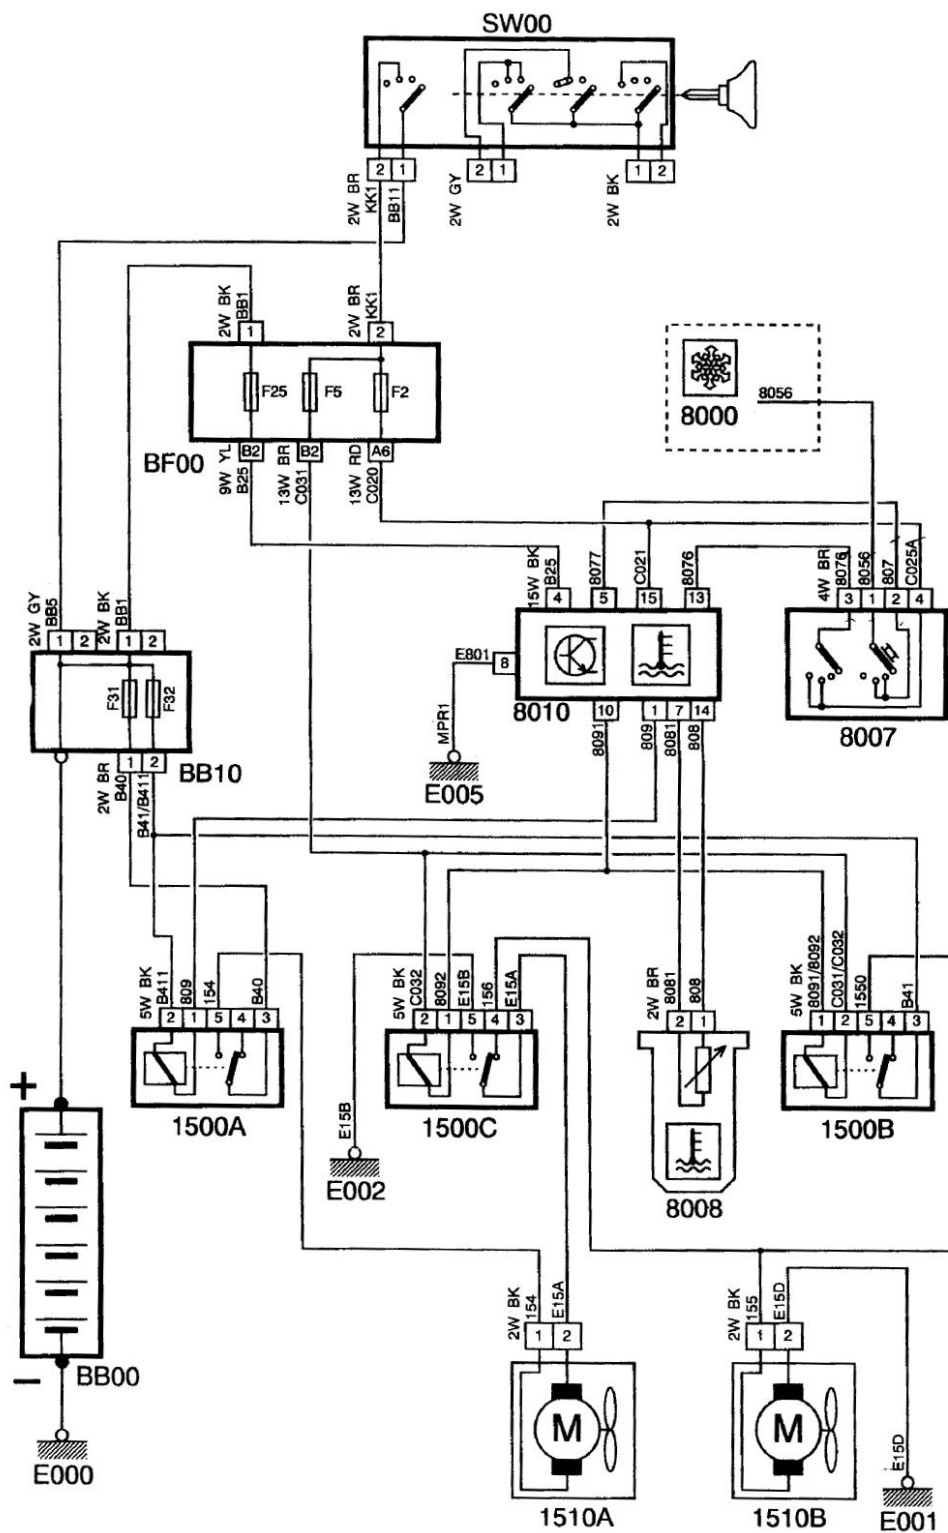 SW00
2 1 2 1 1 2
2W BR
KK1
BB11
2W GY
2W BK
2W BK
BB1
2W BR
KK1
1 2
F25 F5 F2
BF00
B2 B2 A6
9W YL
B25
13W BR
C031
13W RD
C020
8000
8056
15W BK
B25
8077
C021
8076
4W BR
8076
8056
807
C025A
4 5 15 13
3 1 2 4
2W GY
BB5
2W BK
BB1
1 2 1 2
F31 F32
BB10
1 2
2W BR
B40
B41/B411
E801
8
8010
10 1 7 14
8091
809
8081
808
8007
MPR1
E005
5W BK
B411
809
154
B40
2 1 5 4 3
1500A
5W BK
C032
8092
E15B
156
E15A
2 1 5 4 3
1500C
2W BR
8081
808
2 1
8008
5W BK
8091/8092
C031/C032
1550
B41
1 2 5 4 3
1500B
E15B
E002
+
−
BB00
E000
2W BK
154
E15A
1 2
M
1510A
2W BK
155
E15D
1 2
M
1510B
E15D
E001